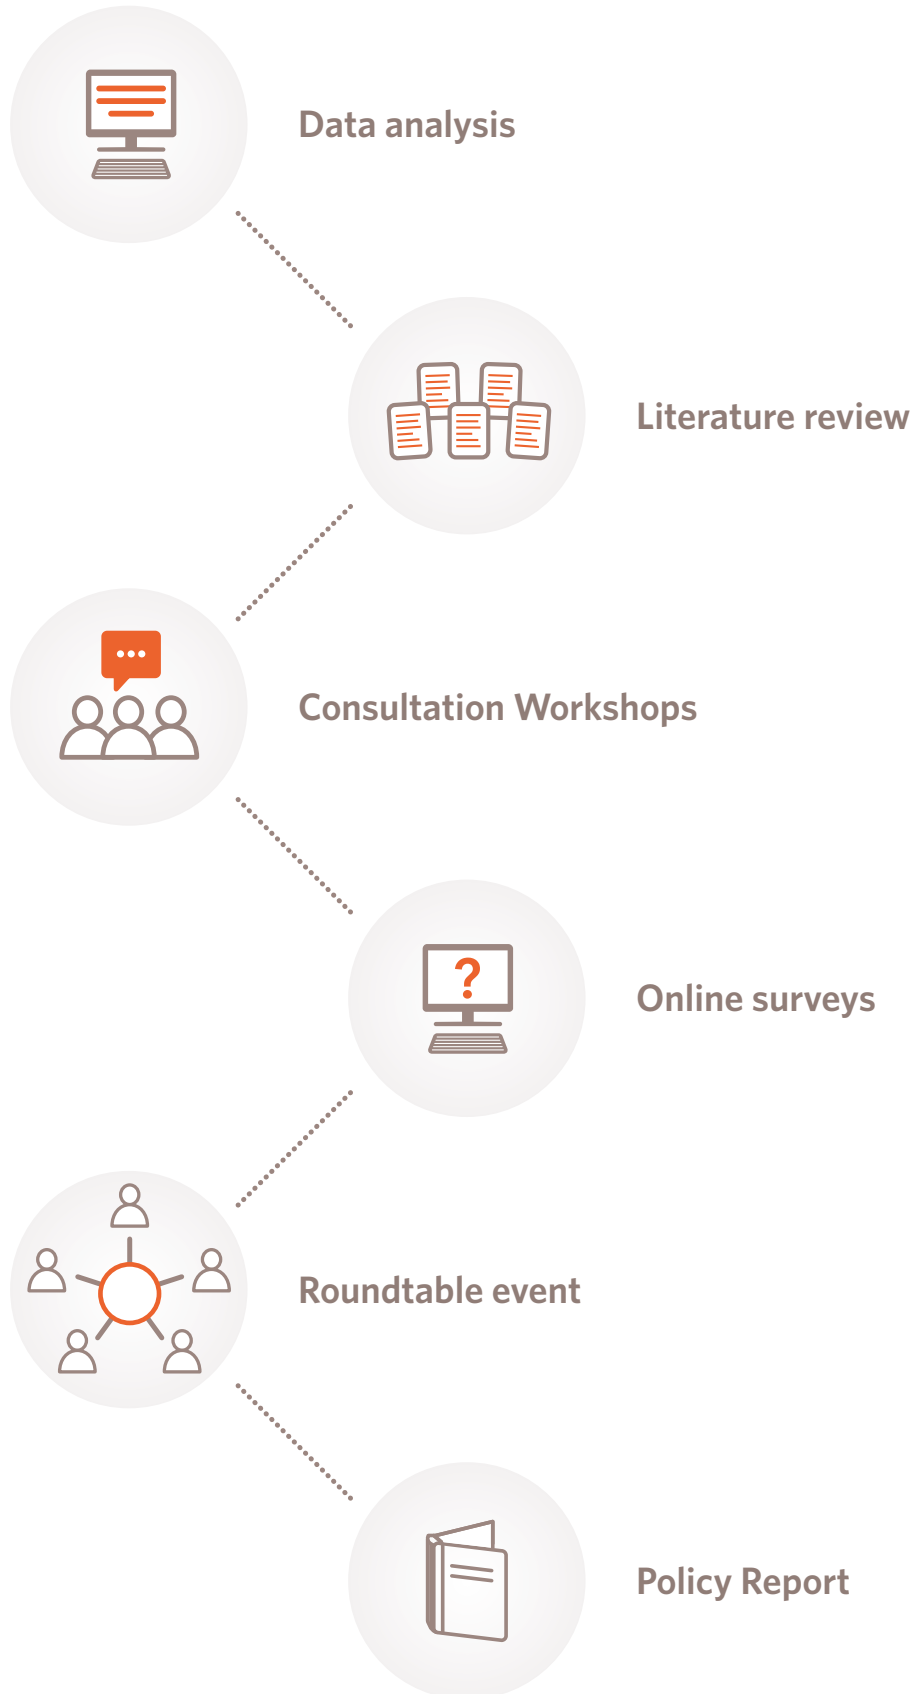 Data analysis
Literature review
Consultation Workshops
?
Online surveys
Roundtable event
Policy Report